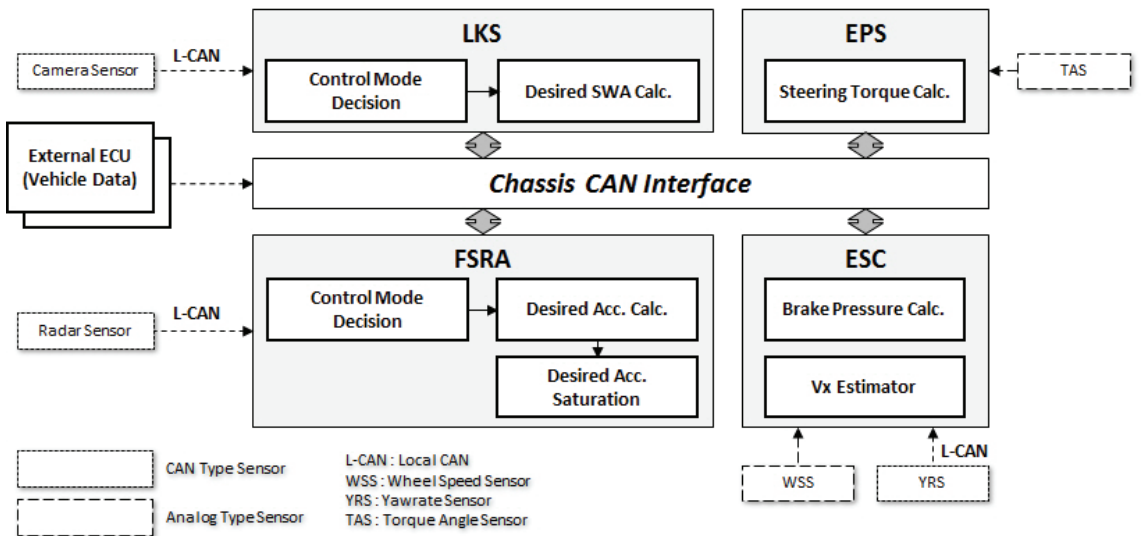 LKS
EPS
L-CAN
Camera Sensor
Control Mode
Decision
Desired SWA Calc.
Steering Torque Calc.
TAS
External ECU
(Vehicle Data)
Chassis CAN Interface
FSRA
ESC
L-CAN
Radar Sensor
Control Mode
Decision
Desired Acc. Calc.
Desired Acc.
Saturation
Brake Pressure Calc.
Vx Estimator
L-CAN
WSS
YRS
CAN Type Sensor
Analog Type Sensor
L-CAN : Local CAN
WSS : Wheel Speed Sensor
YRS : Yawrate Sensor
TAS : Torque Angle Sensor